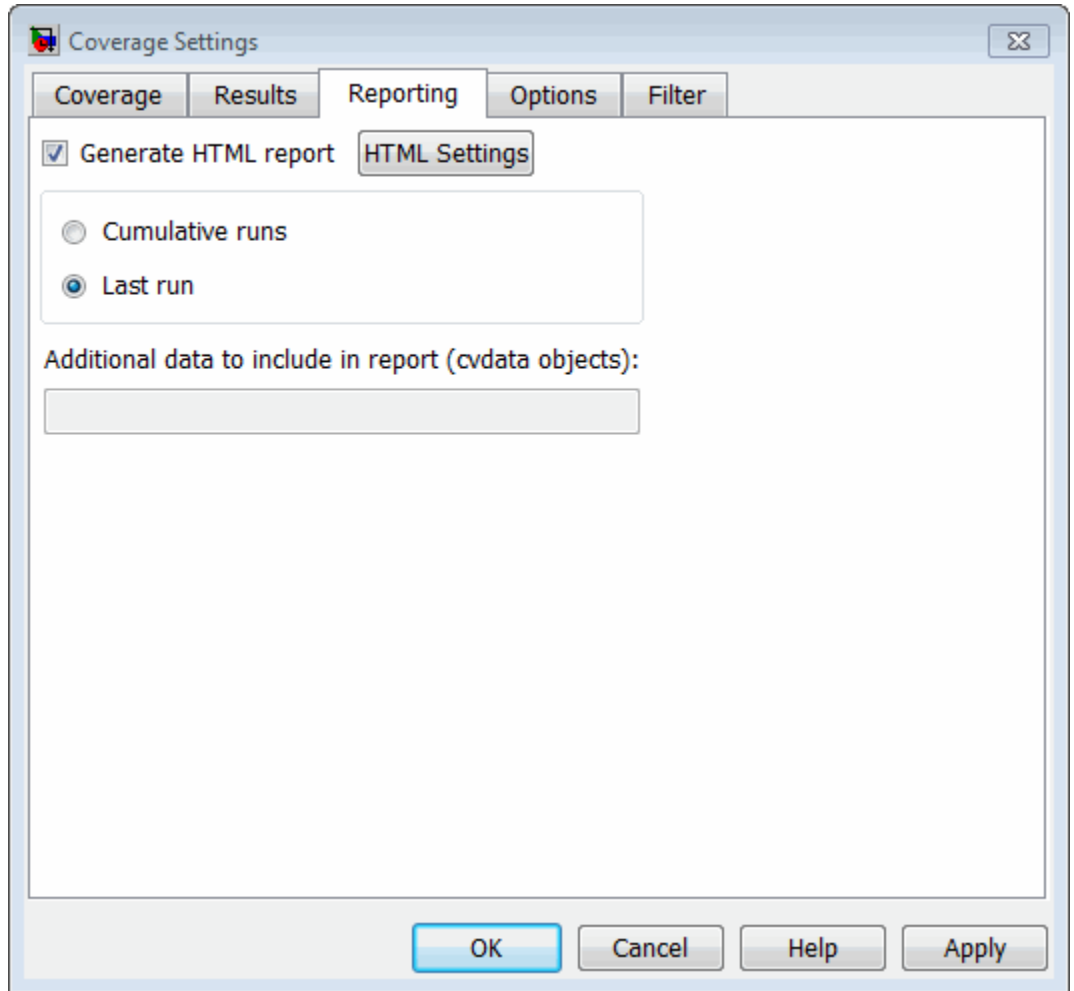 Coverage Settings
Coverage Results Reporting Options Filter
Generate HTML report HTML Settings
Cumulative runs
Last run
Additional data to include in report (cvdata objects):
OK Cancel Help Apply